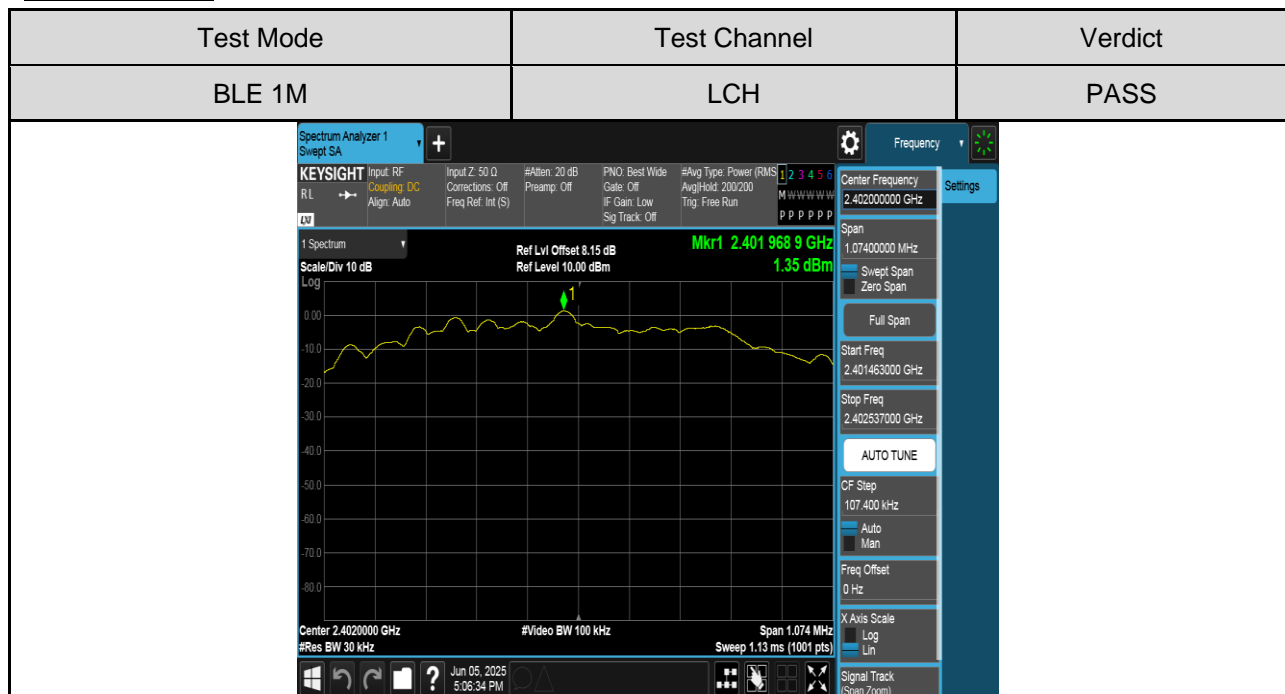 Test Mode Test Channel Verdict
BLE 1M LCH PASS
Spectrum Analyzer 1
Swept SA
+
Frequency
KEYSIGHT Input: RF Input Z: 50 Ω #Atten: 20 dB PNO: Best Wide #Avg Type: Power (RMS 1 2 3 4 5 6
RL Coupling: DC Corrections: Off Preamp: Off Gate: Off Avg|Hold: 200/200 M W W W W W
Align: Auto Freq Ref: Int (S) IF Gain: Low Trig: Free Run
LXI Sig Track: Off P P P P P P
Center Frequency
2.402000000 GHz
Settings
1 Spectrum
Ref Lvl Offset 8.15 dB
Mkr1 2.401 968 9 GHz
Scale/Div 10 dB Ref Level 10.00 dBm 1.35 dBm
Log
1
0.00
-10.0
-20.0
-30.0
-40.0
-50.0
-60.0
-70.0
-80.0
Center 2.4020000 GHz #Video BW 100 kHz Span 1.074 MHz
#Res BW 30 kHz Sweep 1.13 ms (1001 pts)
Span
1.07400000 MHz
Swept Span
Zero Span
Full Span
Start Freq
2.401463000 GHz
Stop Freq
2.402537000 GHz
AUTO TUNE
CF Step
107.400 kHz
Auto
Man
Freq Offset
0 Hz
X Axis Scale
Log
Lin
Signal Track
(Span Zoom)
?
Jun 05, 2025
5:06:34 PM